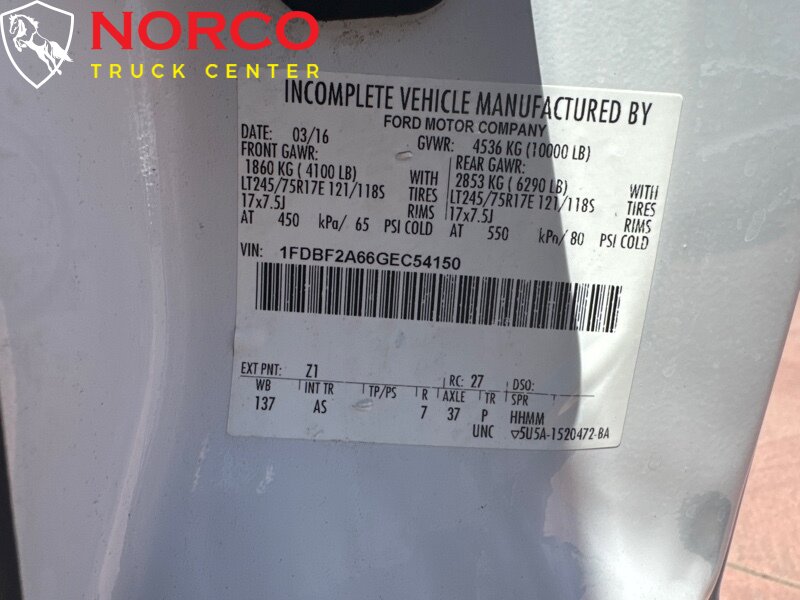 NORCO
TRUCK CENTER
INCOMPLETE VEHICLE MANUFACTURED BY
FORD MOTOR COMPANY
DATE: 03/16 GVWR: 4536 KG (10000 LB)
FRONT GAWR: REAR GAWR:
1860 KG ( 4100 LB) WITH 2853 KG ( 6290 LB) WITH
LT245/75R17E 121/118S TIRES LT245/75R17E 121/118S TIRES
17x7.5J RIMS 17x7.5J RIMS
AT 450 kPa/ 65 PSI COLD AT 550 kPa/ 80 PSI COLD
VIN: 1FDBF2A66GEC54150
EXT PNT: Z1 RC: 27 DSO:
WB INT TR TP/PS R AXLE TR SPR
137 AS 7 37 P HHMM
UNC ▽5U5A-1520472-BA